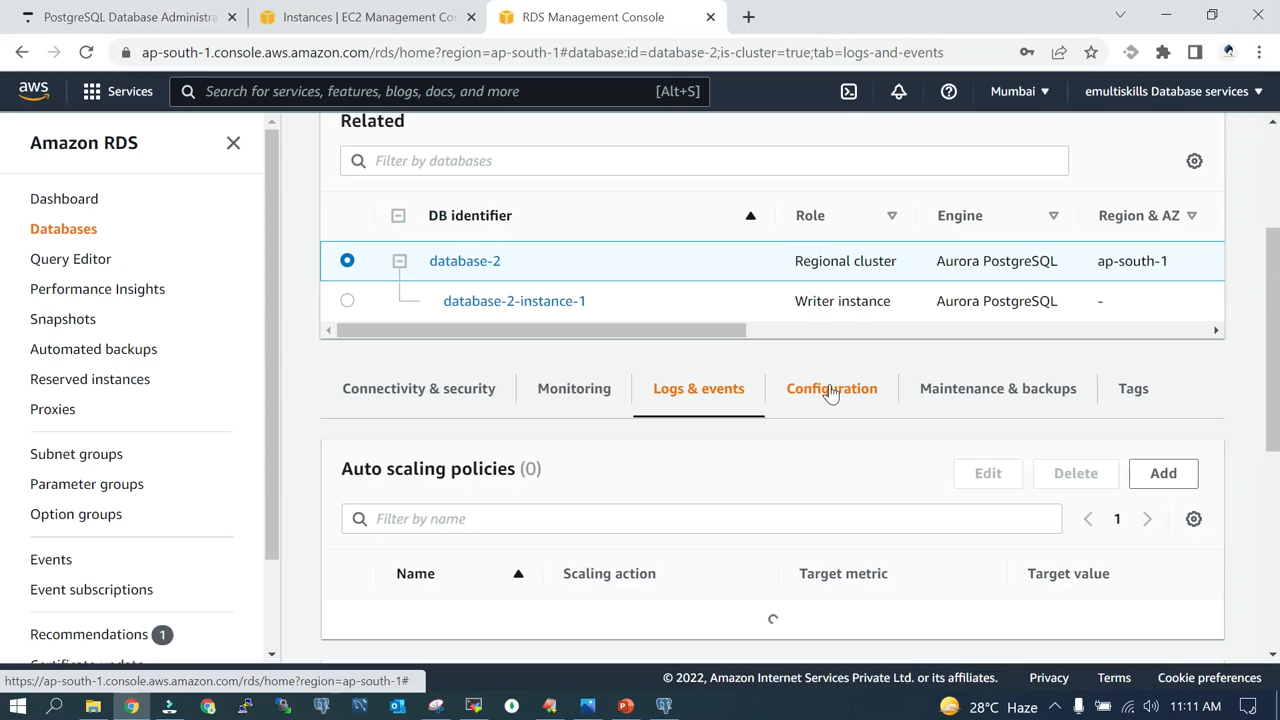 PostgreSQL Database Administra
Instances | EC2 Management Con
RDS Management Console
ap-south-1.console.aws.amazon.com/rds/home?region=ap-south-1#database:id=database-2;is-cluster=true;tab=logs-and-events
aws
Services
Search for services, features, blogs, docs, and more
[Alt+S]
Mumbai
emultiskills Database services
Amazon RDS
Dashboard
Databases
Query Editor
Performance Insights
Snapshots
Automated backups
Reserved instances
Proxies
Subnet groups
Parameter groups
Option groups
Events
Event subscriptions
Recommendations 1
Related
Filter by databases
DB identifier Role Engine Region & AZ
database-2 Regional cluster Aurora PostgreSQL ap-south-1
database-2-instance-1 Writer instance Aurora PostgreSQL -
Connectivity & security Monitoring Logs & events Configuration Maintenance & backups Tags
Auto scaling policies (0)
Edit Delete Add
Filter by name
1
Name Scaling action Target metric Target value
https://ap-south-1.console.aws.amazon.com/rds/home?region=ap-south-1#
© 2022, Amazon Internet Services Private Ltd. or its affiliates. Privacy Terms Cookie preferences
28°C Haze
11:11 AM